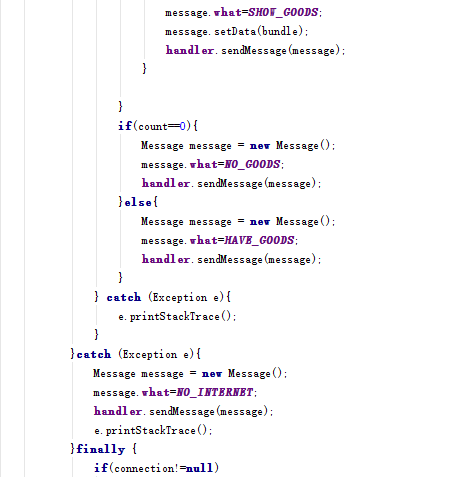 message.what=SHOW_GOODS;
message.setData(bundle);
handler.sendMessage(message);
}
}
if(count==0){
Message message = new Message();
message.what=NO_GOODS;
handler.sendMessage(message);
}else{
Message message = new Message();
message.what=HAVE_GOODS;
handler.sendMessage(message);
}
} catch (Exception e){
e.printStackTrace();
}
}catch (Exception e){
Message message = new Message();
message.what=NO_INTERNET;
handler.sendMessage(message);
e.printStackTrace();
}finally {
if(connection!=null)